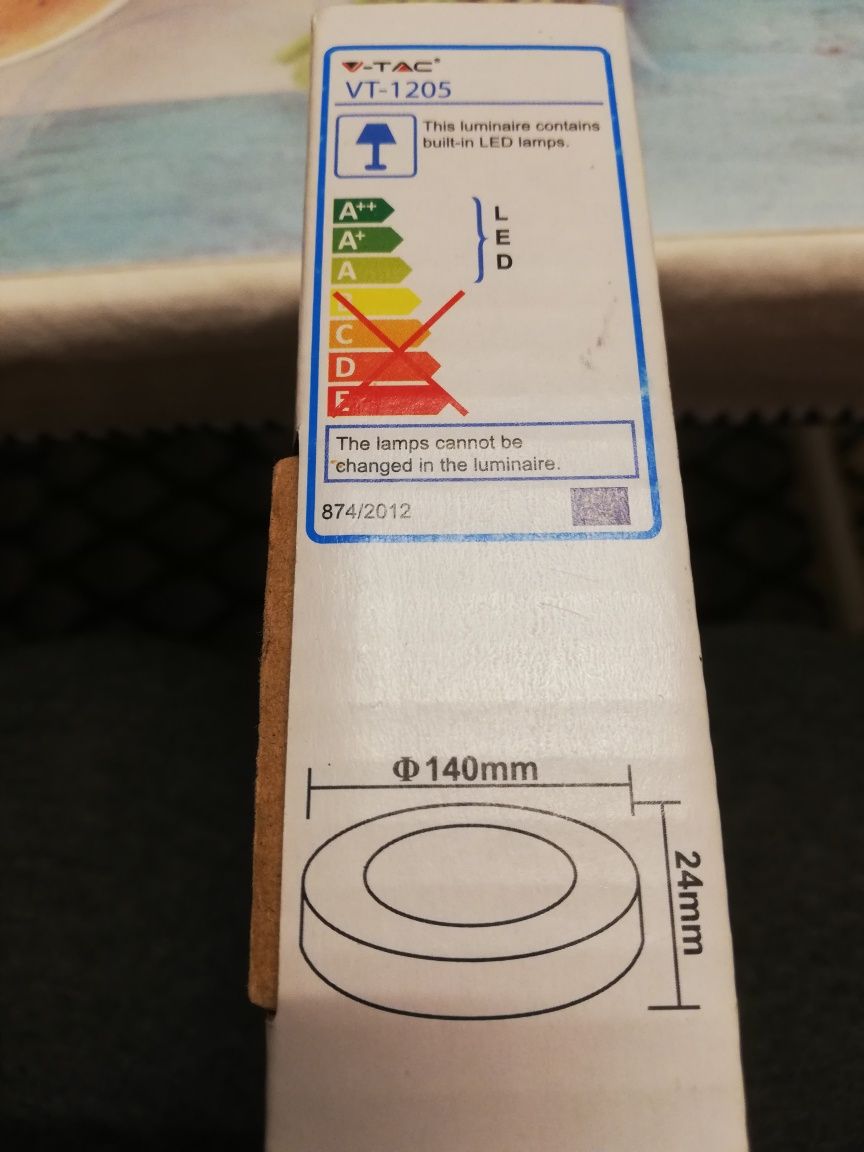 V-TAC®
VT-1205
This luminaire contains
built-in LED lamps.
A++
A+
A
L
E
D
C
D
E
The lamps cannot be
changed in the luminaire.
874/2012
Φ 140mm
24mm